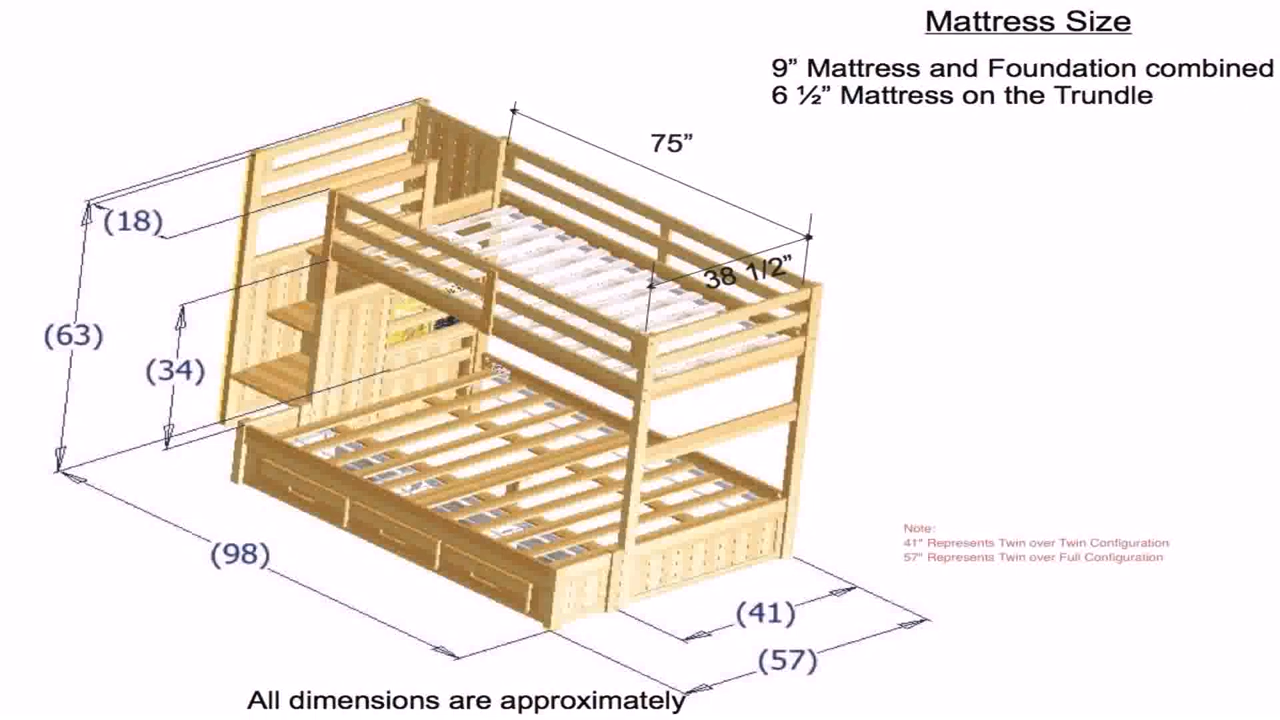 Mattress Size
9” Mattress and Foundation combined
6 ½” Mattress on the Trundle
75”
38 1/2”
(18)
(63)
(34)
(98)
(41)
(57)
Note:
41" Represents Twin over Twin Configuration
57" Represents Twin over Full Configuration
All dimensions are approximately